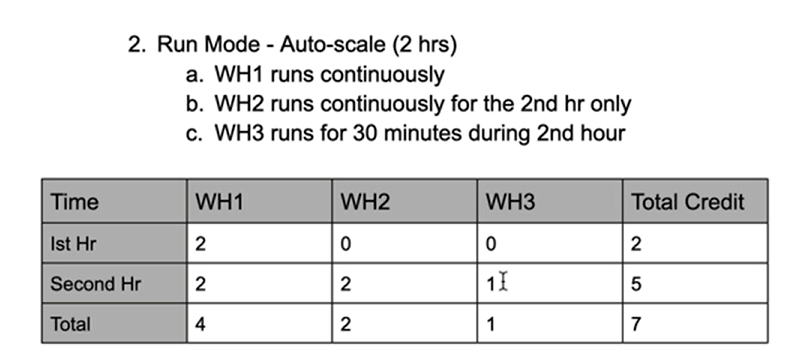 2. Run Mode - Auto-scale (2 hrs)
a. WH1 runs continuously
b. WH2 runs continuously for the 2nd hr only
c. WH3 runs for 30 minutes during 2nd hour
Time WH1 WH2 WH3 Total Credit
Ist Hr 2 0 0 2
Second Hr 2 2 1 5
Total 4 2 1 7